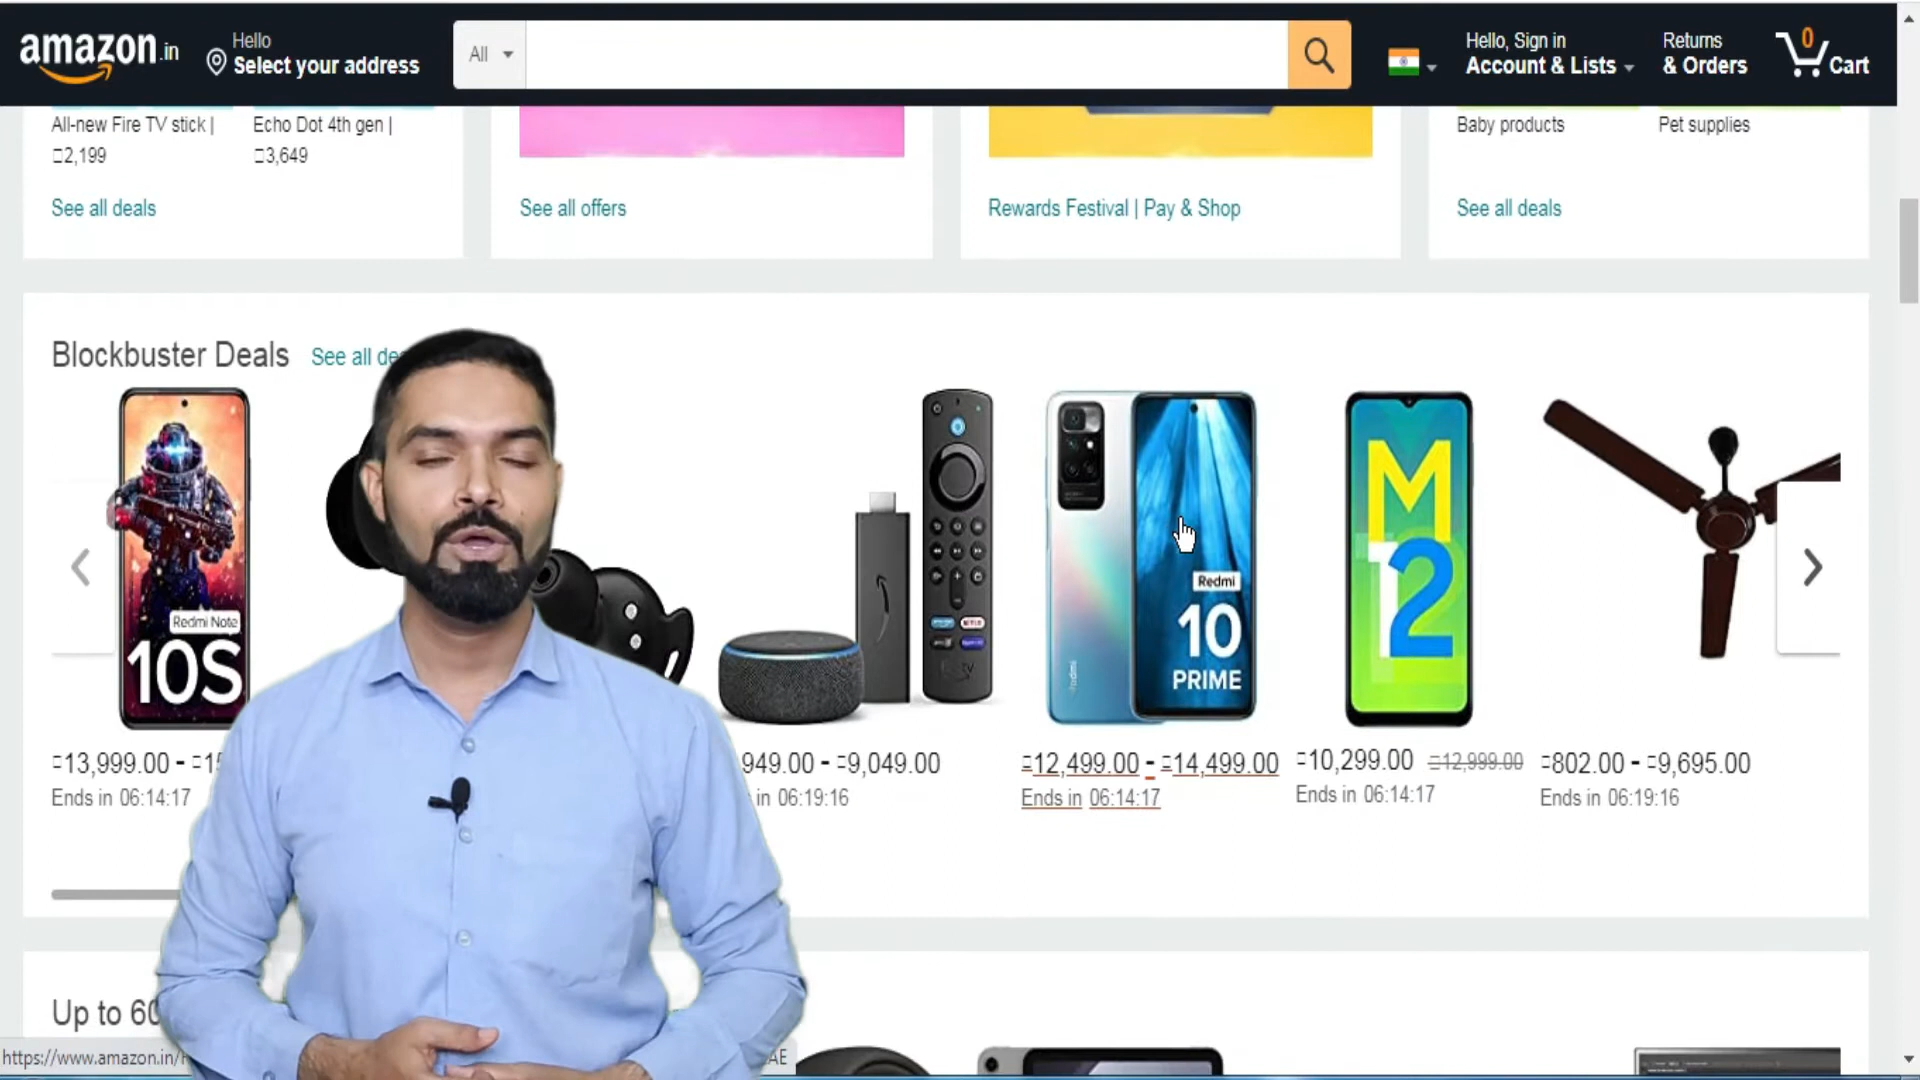 amazon.in
Hello
Select your address
All
Hello, Sign in
Account & Lists
Returns
& Orders
0
Cart
All-new Fire TV stick |
2,199
Echo Dot 4th gen |
3,649
Baby products
Pet supplies
See all deals
See all offers
Rewards Festival | Pay & Shop
See all deals
Blockbuster Deals
See all
Redmi Note
10S
Redmi
10
PRIME
M
12
13,999.00 -
Ends in 06:14:17
949.00 - 9,049.00
in 06:19:16
12,499.00 - 14,499.00
Ends in 06:14:17
10,299.00 12,999.00
Ends in 06:14:17
802.00 - 9,695.00
Ends in 06:19:16
Up to 60
https://www.amazon.in/
AE